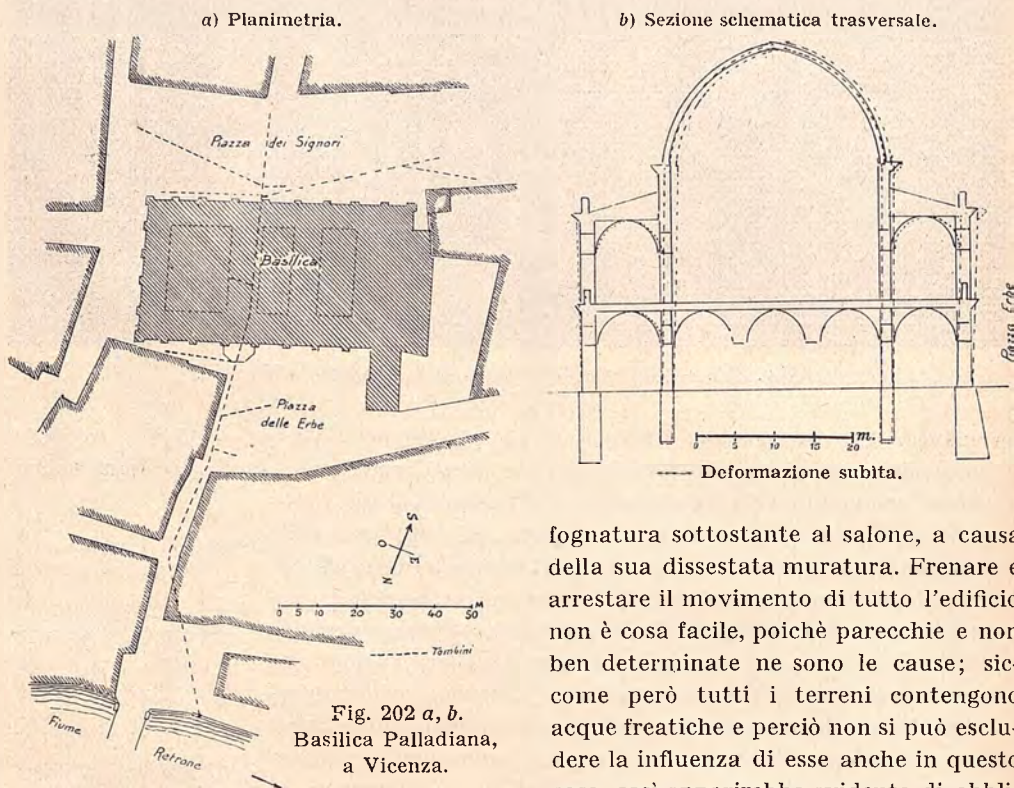 a) Planimetria.
b) Sezione schematica trasversale.
Piazza dei Signori
Basilica
Piazza
delle Erbe
S
O E
N
M
0 5 10 20 30 40 50
Tombini
Fiume
Retrone
Fig. 202 a, b.
Basilica Palladiana,
a Vicenza.
Piazza Erbe
m.
0 5 10 15 20
Deformazione subìta.
fognatura sottostante al salone, a causa
della sua dissestata muratura. Frenare e
arrestare il movimento di tutto l'edificio
non è cosa facile, poichè parecchie e non
ben determinate ne sono le cause; sic-
come però tutti i terreni contengono
acque freatiche e perciò non si può esclu-
dere la influenza di esse anche in questo